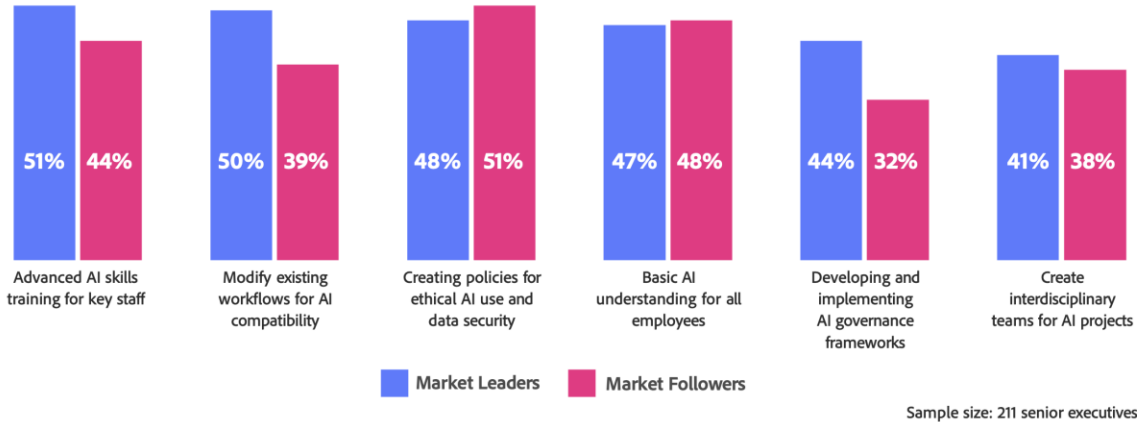 51%
44%
50%
39%
48%
51%
47%
48%
44%
32%
41%
38%
Advanced AI skills
training for key staff
Modify existing
workflows for AI
compatibility
Creating policies for
ethical AI use and
data security
Basic AI
understanding for all
employees
Developing and
implementing
AI governance
frameworks
Create
interdisciplinary
teams for AI projects
Market Leaders
Market Followers
Sample size: 211 senior executives